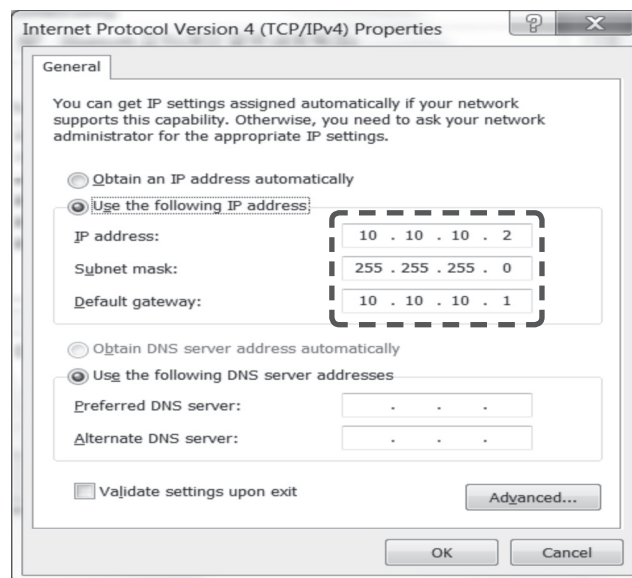 Internet Protocol Version 4 (TCP/IPv4) Properties
General
You can get IP settings assigned automatically if your network
supports this capability. Otherwise, you need to ask your network
administrator for the appropriate IP settings.
Obtain an IP address automatically
Use the following IP address:
IP address: 10 . 10 . 10 . 2
Subnet mask: 255 . 255 . 255 . 0
Default gateway: 10 . 10 . 10 . 1
Obtain DNS server address automatically
Use the following DNS server addresses
Preferred DNS server: . . .
Alternate DNS server: . . .
Validate settings upon exit
Advanced...
OK Cancel